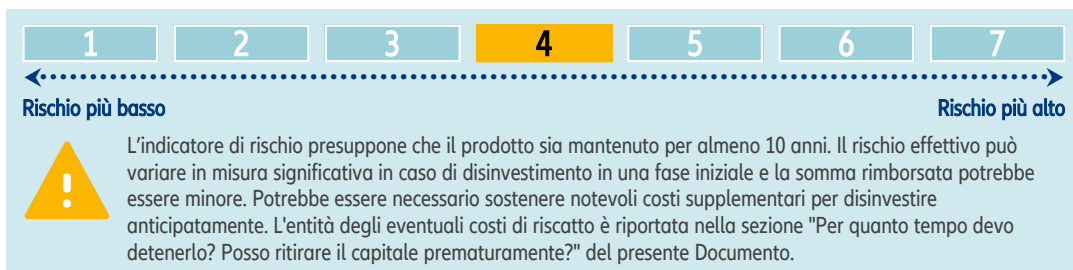 1 2 3 4 5 6 7
Rischio più basso Rischio più alto
L’indicatore di rischio presuppone che il prodotto sia mantenuto per almeno 10 anni. Il rischio effettivo può
variare in misura significativa in caso di disinvestimento in una fase iniziale e la somma rimborsata potrebbe
essere minore. Potrebbe essere necessario sostenere notevoli costi supplementari per disinvestire
anticipatamente. L'entità degli eventuali costi di riscatto è riportata nella sezione "Per quanto tempo devo
detenerlo? Posso ritirare il capitale prematuramente?" del presente Documento.